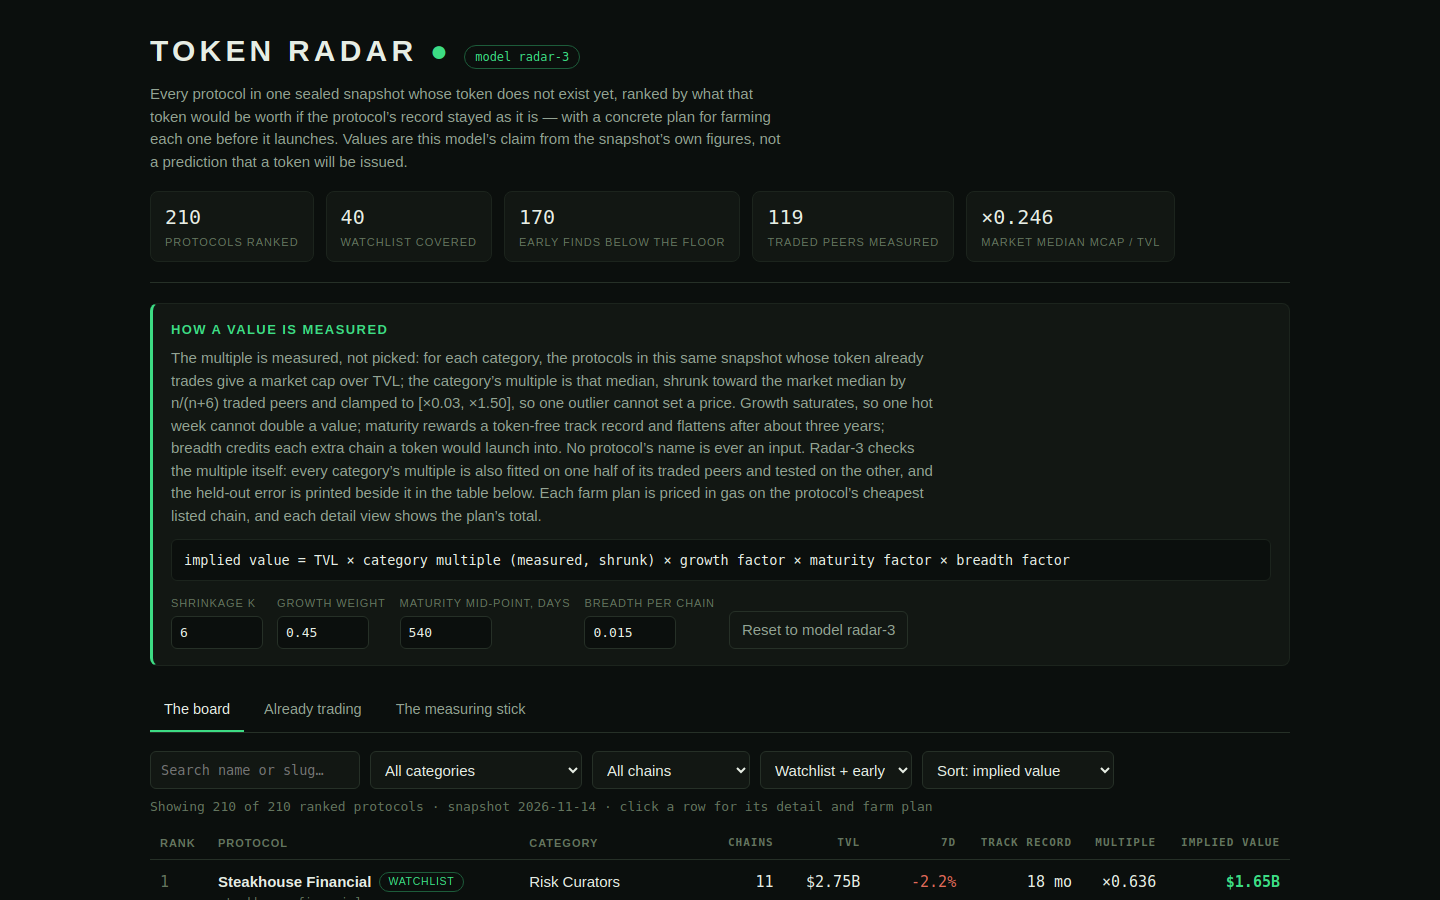 TOKEN RADAR
model radar-3
Every protocol in one sealed snapshot whose token does not exist yet, ranked by what that
token would be worth if the protocol’s record stayed as it is — with a concrete plan for farming
each one before it launches. Values are this model’s claim from the snapshot’s own figures, not
a prediction that a token will be issued.
210
PROTOCOLS RANKED
40
WATCHLIST COVERED
170
EARLY FINDS BELOW THE FLOOR
119
TRADED PEERS MEASURED
×0.246
MARKET MEDIAN MCAP / TVL
HOW A VALUE IS MEASURED
The multiple is measured, not picked: for each category, the protocols in this same snapshot whose token already
trades give a market cap over TVL; the category’s multiple is that median, shrunk toward the market median by
n/(n+6) traded peers and clamped to [×0.03, ×1.50], so one outlier cannot set a price. Growth saturates, so one hot
week cannot double a value; maturity rewards a token-free track record and flattens after about three years;
breadth credits each extra chain a token would launch into. No protocol’s name is ever an input. Radar-3 checks
the multiple itself: every category’s multiple is also fitted on one half of its traded peers and tested on the other, and
the held-out error is printed beside it in the table below. Each farm plan is priced in gas on the protocol’s cheapest
listed chain, and each detail view shows the plan’s total.
implied value = TVL × category multiple (measured, shrunk) × growth factor × maturity factor × breadth factor
SHRINKAGE K GROWTH WEIGHT MATURITY MID-POINT, DAYS BREADTH PER CHAIN
6 0.45 540 0.015 Reset to model radar-3
The board Already trading The measuring stick
Search name or slug… All categories All chains Watchlist + early Sort: implied value
Showing 210 of 210 ranked protocols · snapshot 2026-11-14 · click a row for its detail and farm plan
RANK PROTOCOL CATEGORY CHAINS TVL 7D TRACK RECORD MULTIPLE IMPLIED VALUE
1 Steakhouse Financial WATCHLIST Risk Curators 11 $2.75B -2.2% 18 mo ×0.636 $1.65B